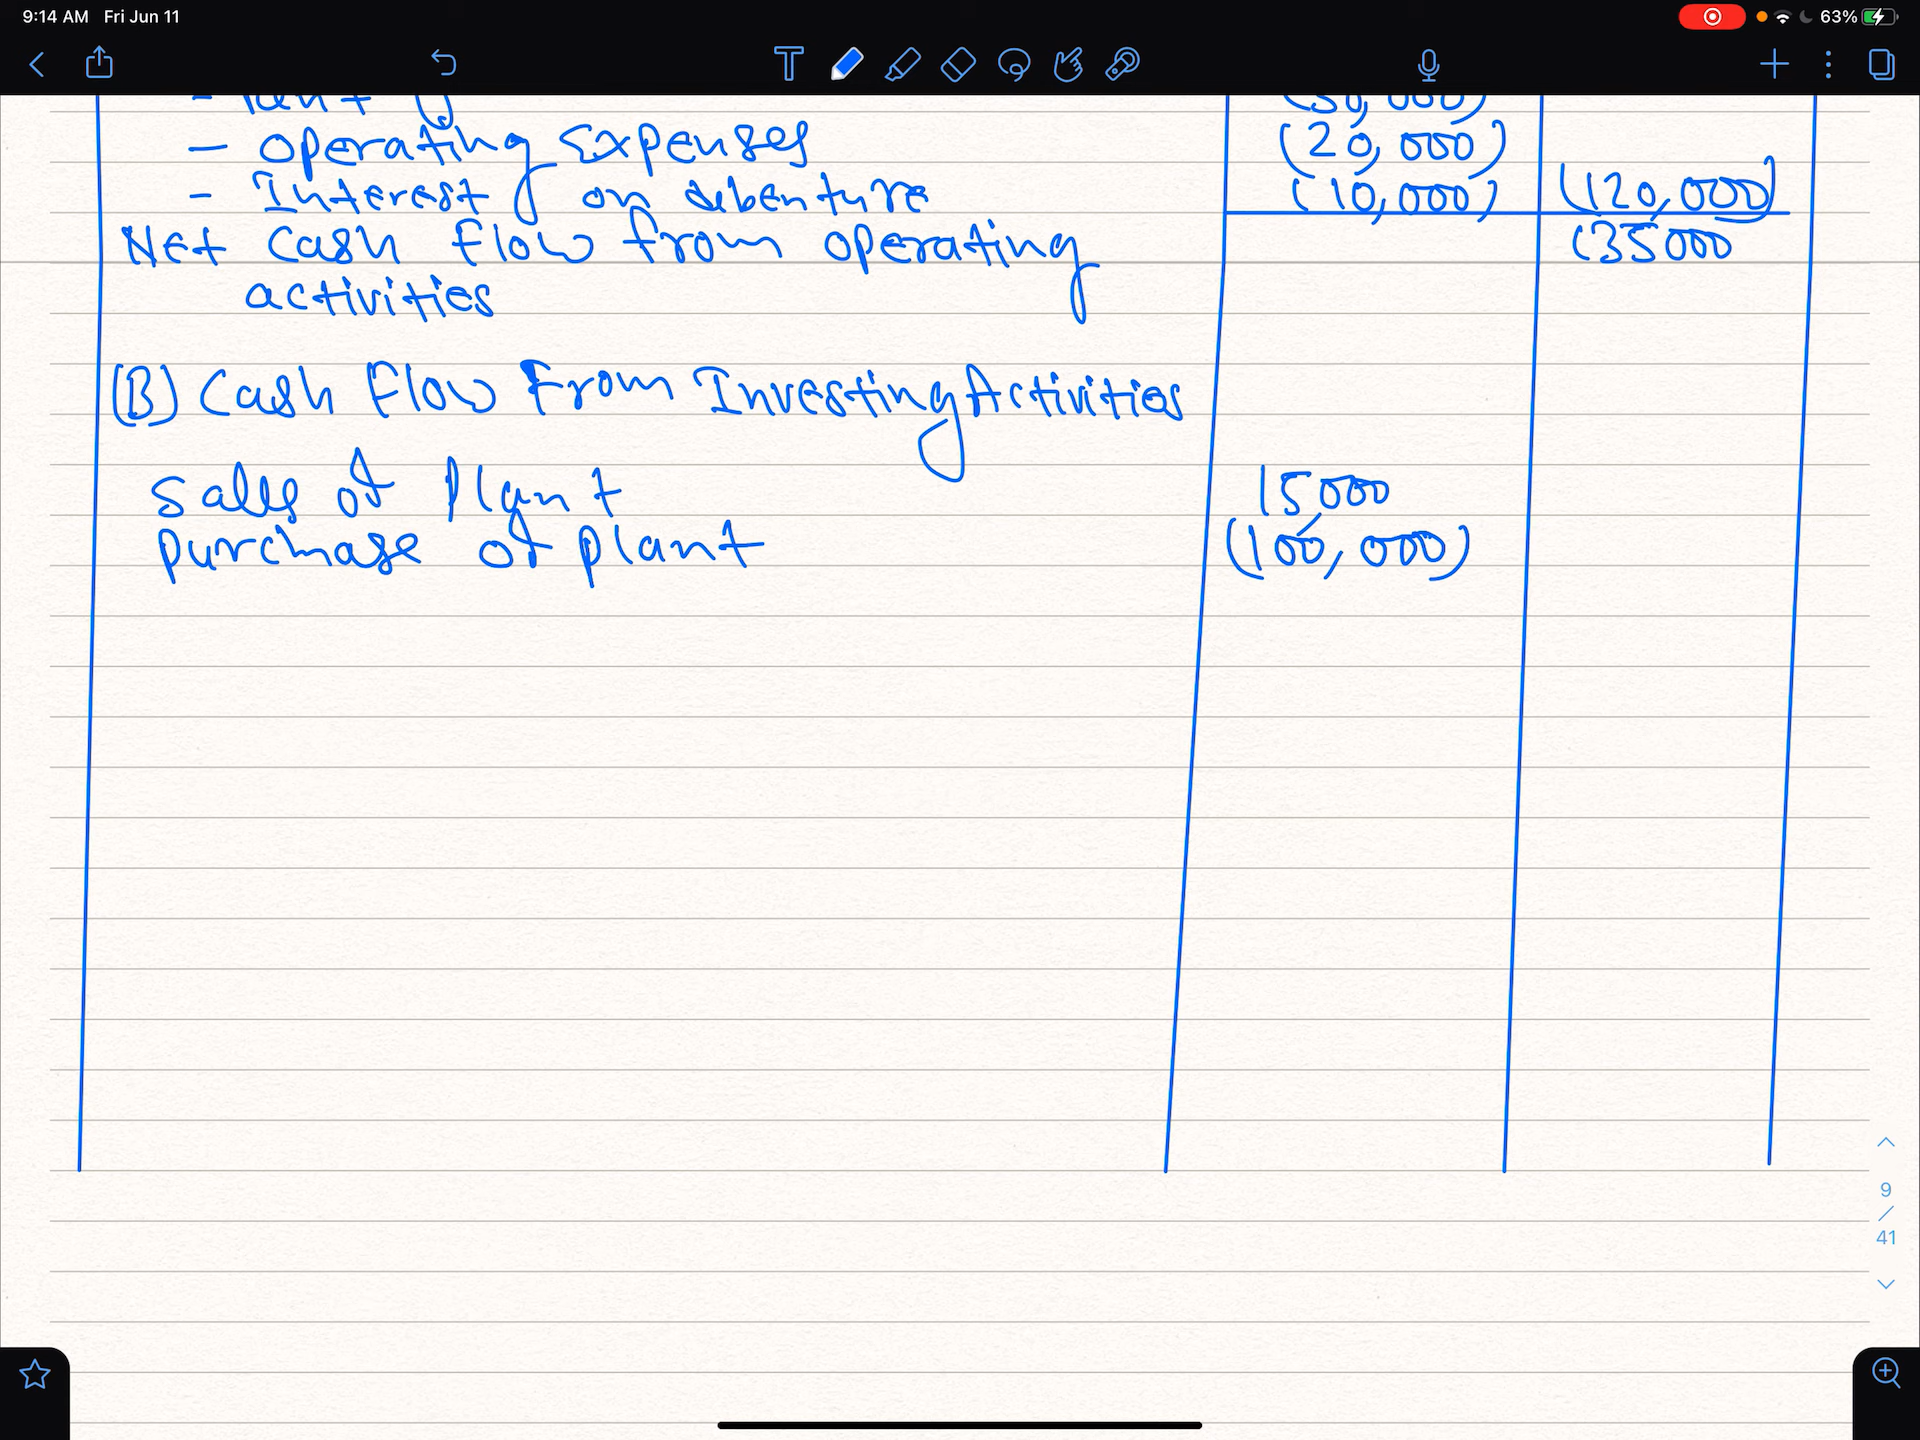 9:14 AM Fri Jun 11
63%
(20,000)
- Operating Expenses
- Interest on debenture (10,000) (120,000)
Net Cash Flow from operating (35000
activities
(B) Cash Flow From Investing Activities
Sales of Plant 15000
purchase of plant (100,000)
9
/
41